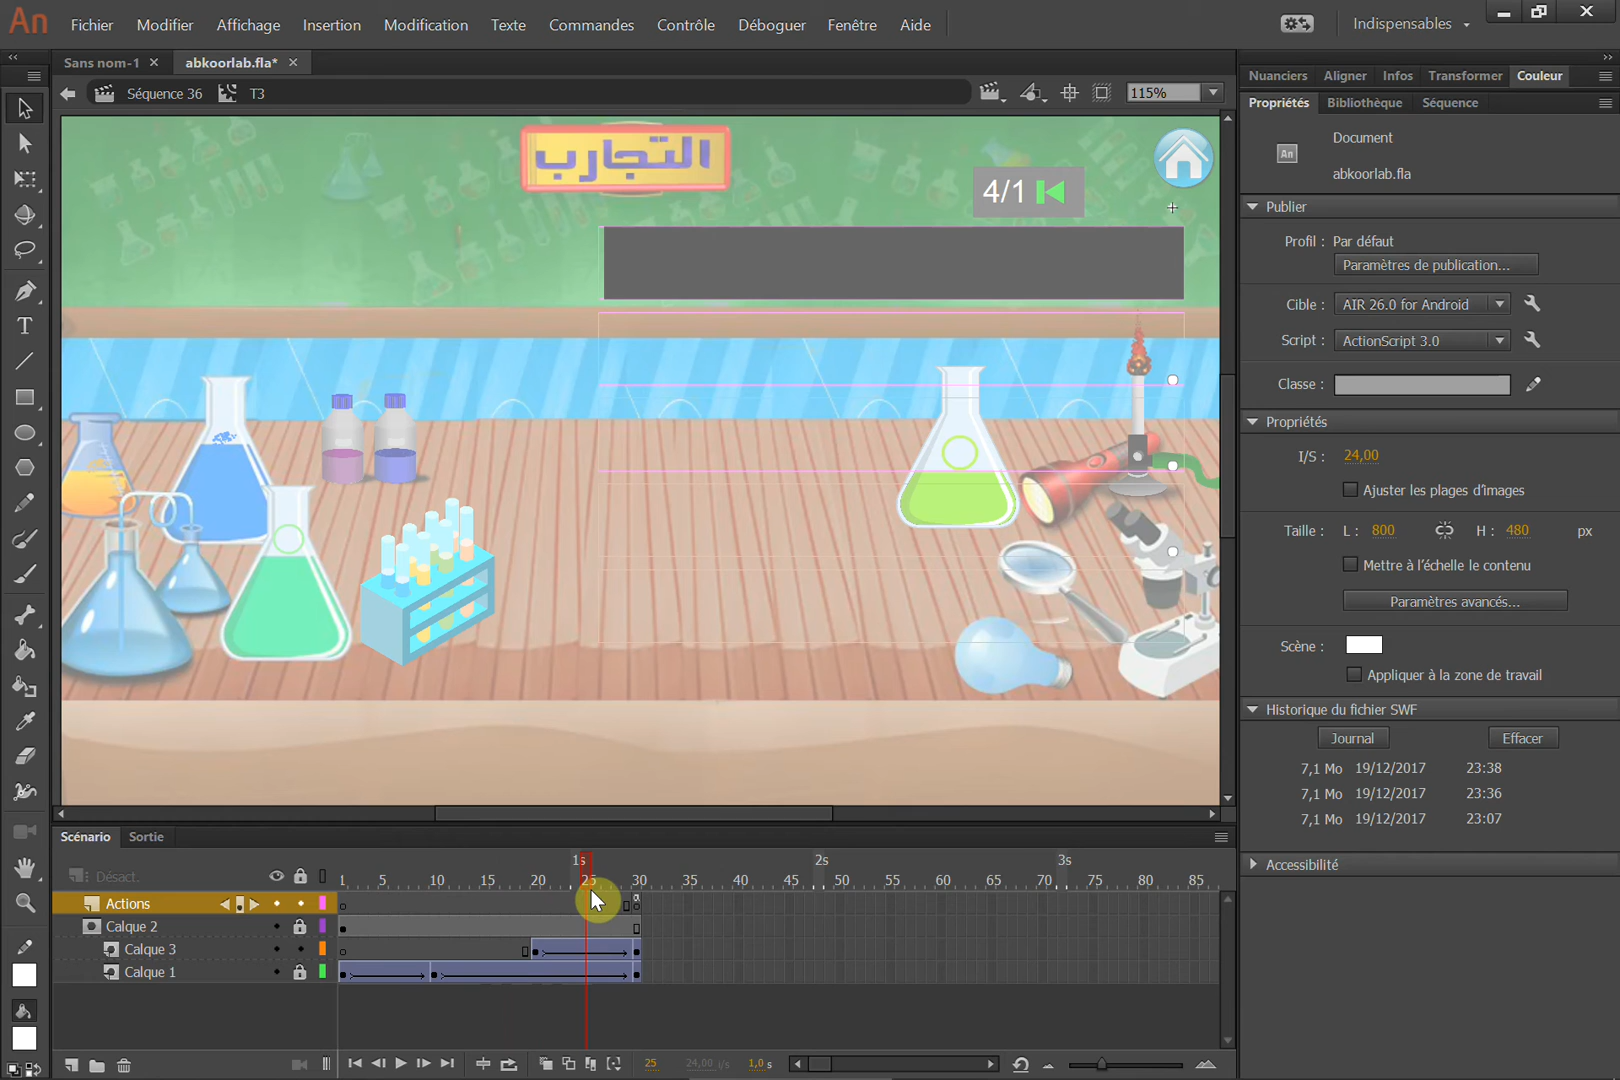 An
Fichier Modifier Affichage Insertion Modification Texte Commandes Contrôle Déboguer Fenêtre Aide
Indispensables
Sans nom-1 × abkoorlab.fla* ×
Séquence 36 T3
115%
التجارب
4/1
Nuanciers Aligner Infos Transformer Couleur
Propriétés Bibliothèque Séquence
An
Document
abkoorlab.fla
Publier
Profil : Par défaut
Paramètres de publication...
Cible : AIR 26.0 for Android
Script : ActionScript 3.0
Classe :
Propriétés
I/S : 24,00
Ajuster les plages d'images
Taille : L : 800 H : 480 px
Mettre à l'échelle le contenu
Paramètres avancés...
Scène :
Appliquer à la zone de travail
Historique du fichier SWF
Journal Effacer
7,1 Mo 19/12/2017 23:38
7,1 Mo 19/12/2017 23:36
7,1 Mo 19/12/2017 23:07
Accessibilité
Scénario Sortie
1s 2s 3s
Désact. 1 5 10 15 20 25 30 35 40 45 50 55 60 65 70 75 80 85
Actions
Calque 2
Calque 3
Calque 1
25 24,00 i/s 1,0 s